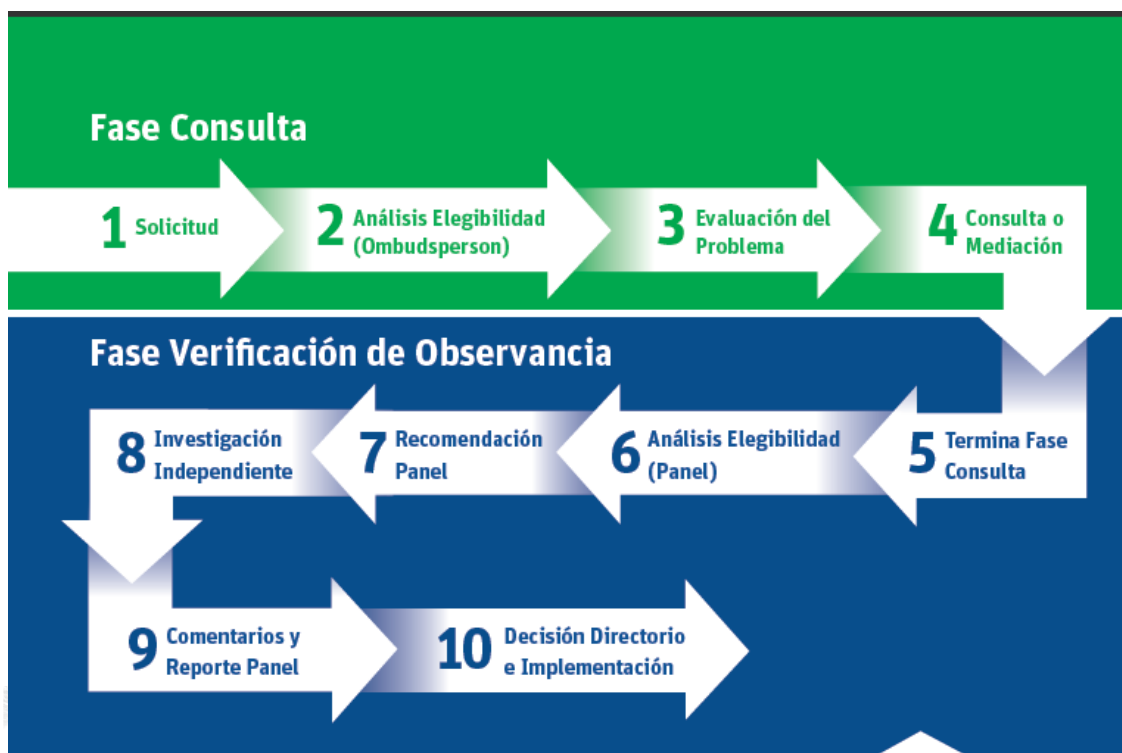 Fase Consulta
1 Solicitud
2 Análisis Elegibilidad
(Ombudsperson)
3 Evaluación del
Problema
4 Consulta o
Mediación
Fase Verificación de Observancia
5 Termina Fase
Consulta
6 Análisis Elegibilidad
(Panel)
7 Recomendación
Panel
8 Investigación
Independiente
9 Comentarios y
Reporte Panel
10 Decisión Directorio
e Implementación